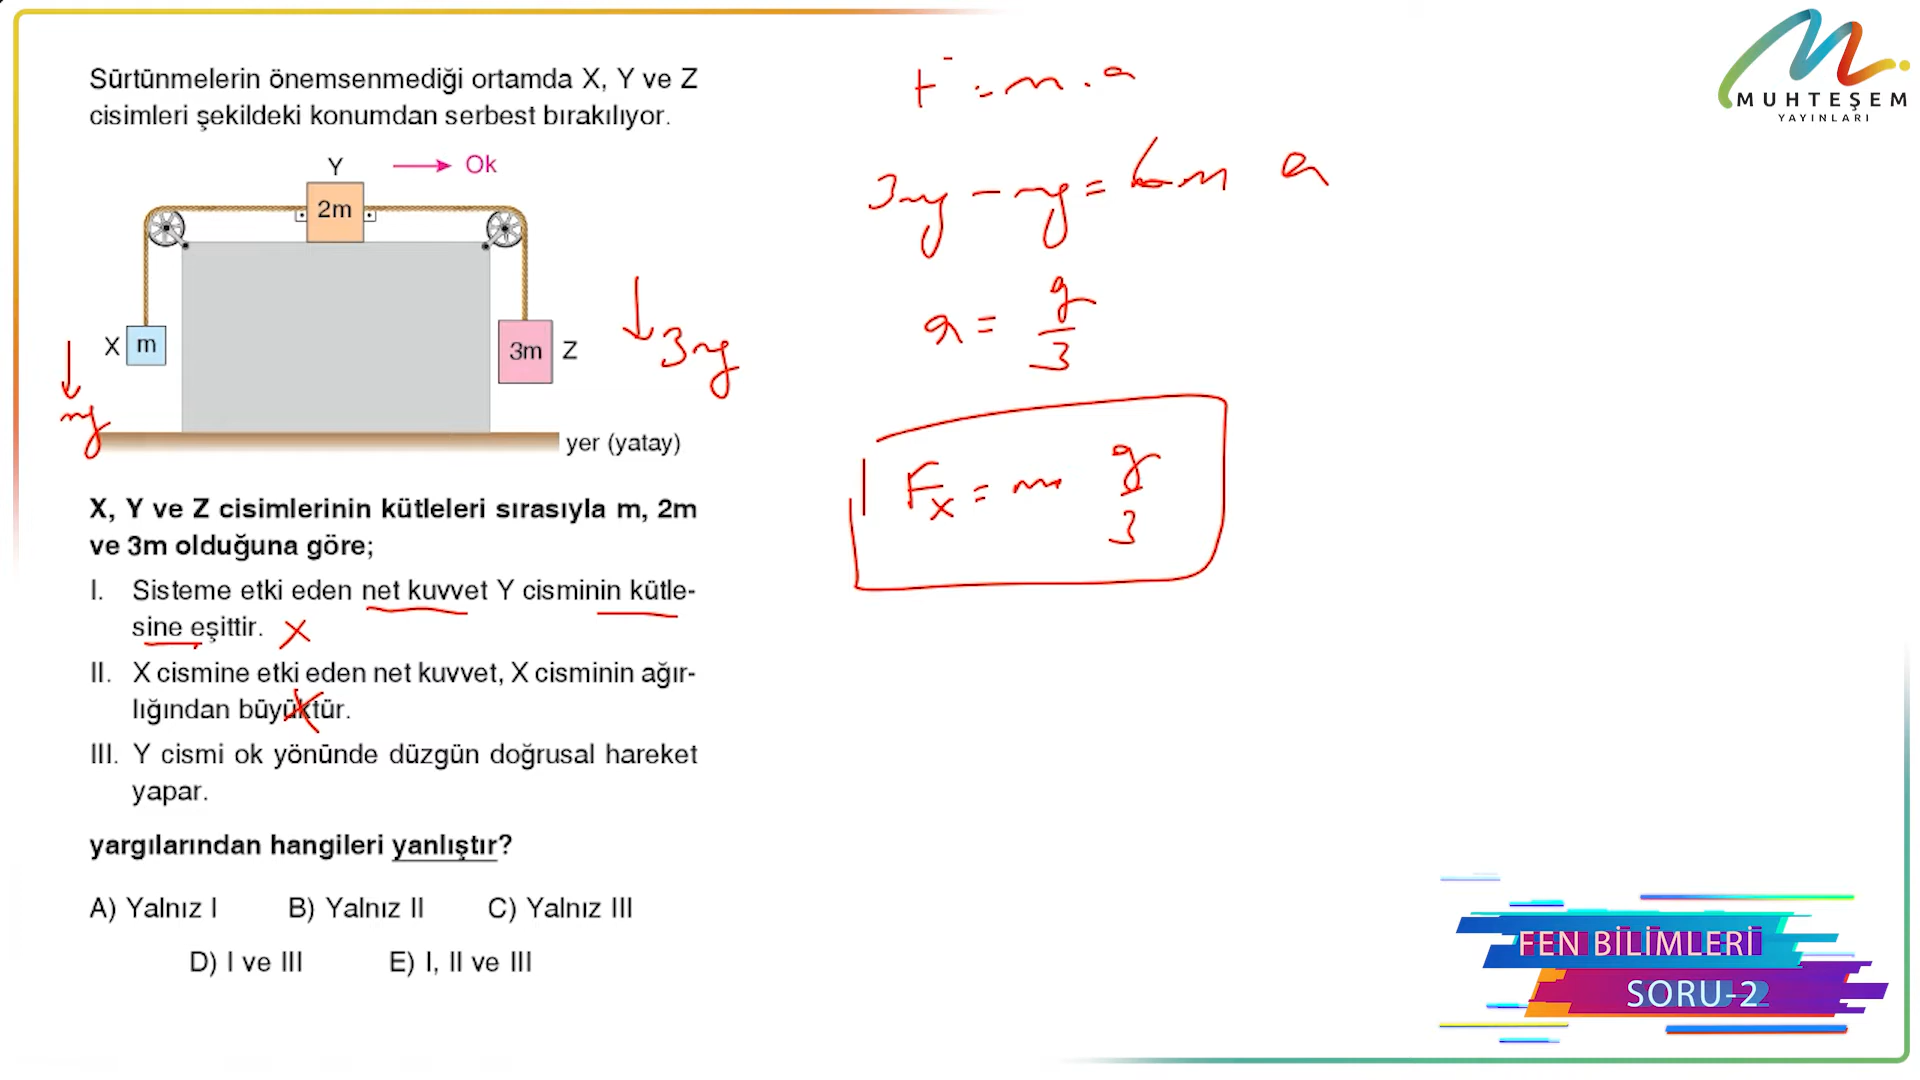 Sürtünmelerin önemsenmediği ortamda X, Y ve Z
cisimleri şekildeki konumdan serbest bırakılıyor.
Y
Ok
2m
X
m
3m
Z
mg
3mg
yer (yatay)
X, Y ve Z cisimlerinin kütleleri sırasıyla m, 2m
ve 3m olduğuna göre;
I. Sisteme etki eden net kuvvet Y cisminin kütle-
sine eşittir. X
II. X cismine etki eden net kuvvet, X cisminin ağır-
lığından büyüktür.
III. Y cismi ok yönünde düzgün doğrusal hareket
yapar.
yargılarından hangileri yanlıştır?
A) Yalnız I B) Yalnız II C) Yalnız III
D) I ve III E) I, II ve III
F = m . a
3mg - mg = 6m a
a = g/3
Fx = m g/3
MUHTEŞEM
YAYINLARI
FEN BİLİMLERİ
SORU-2